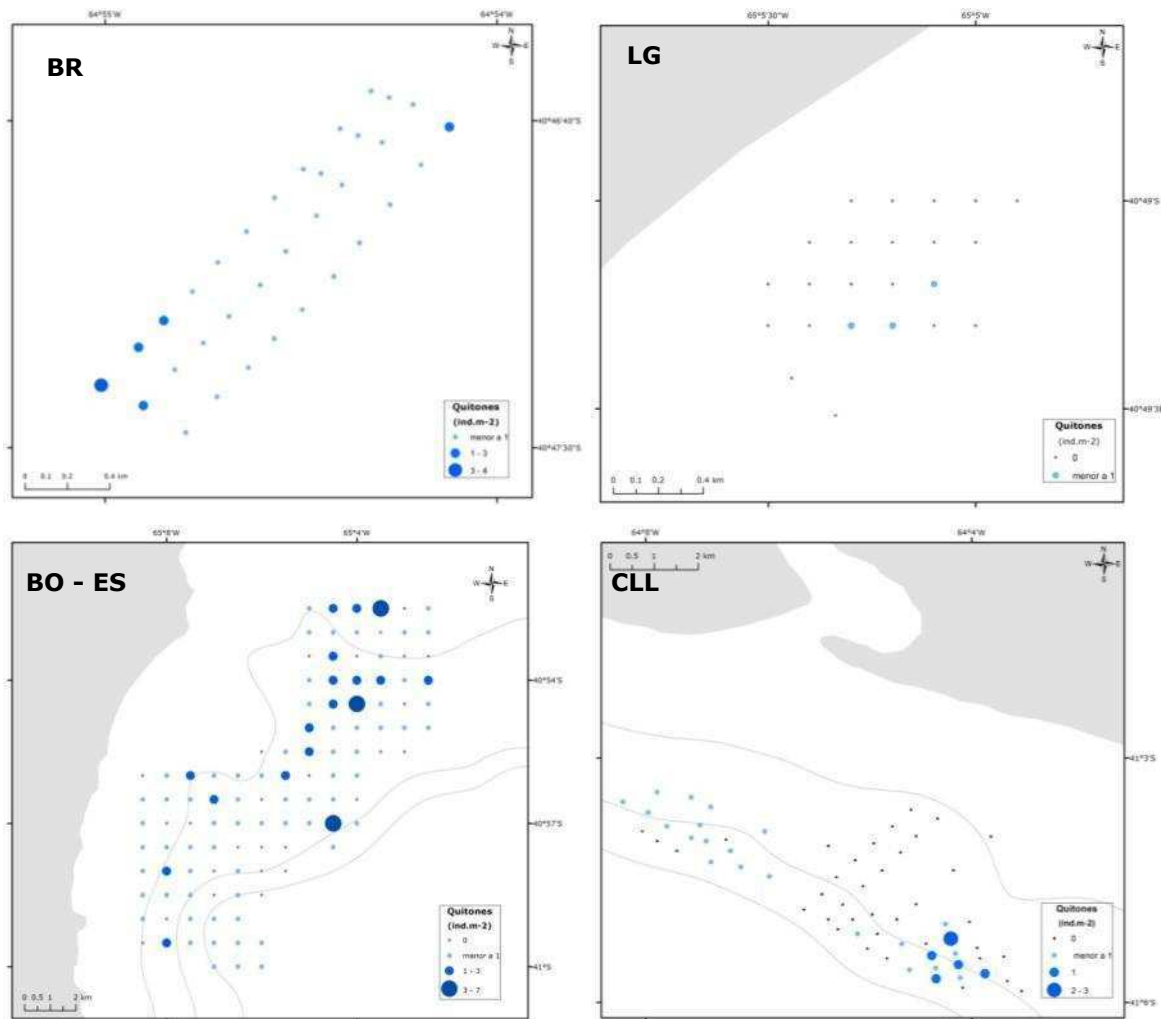 BR
64°55'W
64°54'W
N
W E
S
40°46'40"S
40°47'30"S
Quitones
(ind.m-2)
menor a 1
1 - 3
3 - 4
0 0.1 0.2 0.4 km
LG
65°5'30"W
65°5'W
N
W E
S
40°49'S
Quitones
(ind.m-2)
0
menor a 1
0 0.1 0.2 0.4 km
BO - ES
65°8'W
65°4'W
N
W E
S
40°54'S
40°57'S
41°S
Quitones
(ind.m-2)
0
menor a 1
1 - 3
3 - 7
0 0.5 1 2 km
CLL
64°8'W
64°4'W
0 0.5 1 2 km
N
W E
S
41°3'S
41°6'S
Quitones
(ind.m-2)
0
menor a 1
1
2 - 3